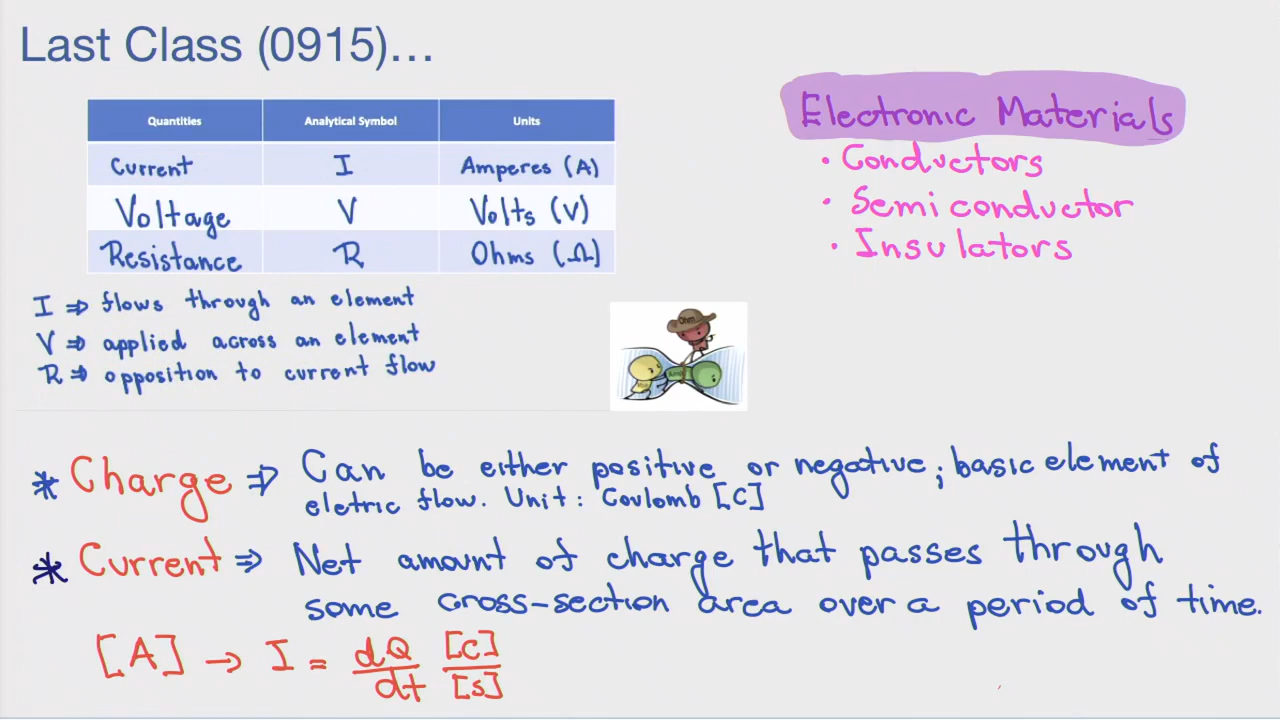 Last Class (0915)...
Quantities Analytical Symbol Units
Current I Amperes (A)
Voltage V Volts (V)
Resistance R Ohms (Ω)
I ⇒ flows through an element
V ⇒ applied across an element
R ⇒ opposition to current flow
Electronic Materials
• Conductors
• Semiconductor
• Insulators
Ohm
* Charge ⇒ Can be either positive or negative; basic element of
eletric flow. Unit: Coulomb [C]
* Current ⇒ Net amount of charge that passes through
some cross-section area over a period of time.
[A] → I = dQ/dt [C]/[s]